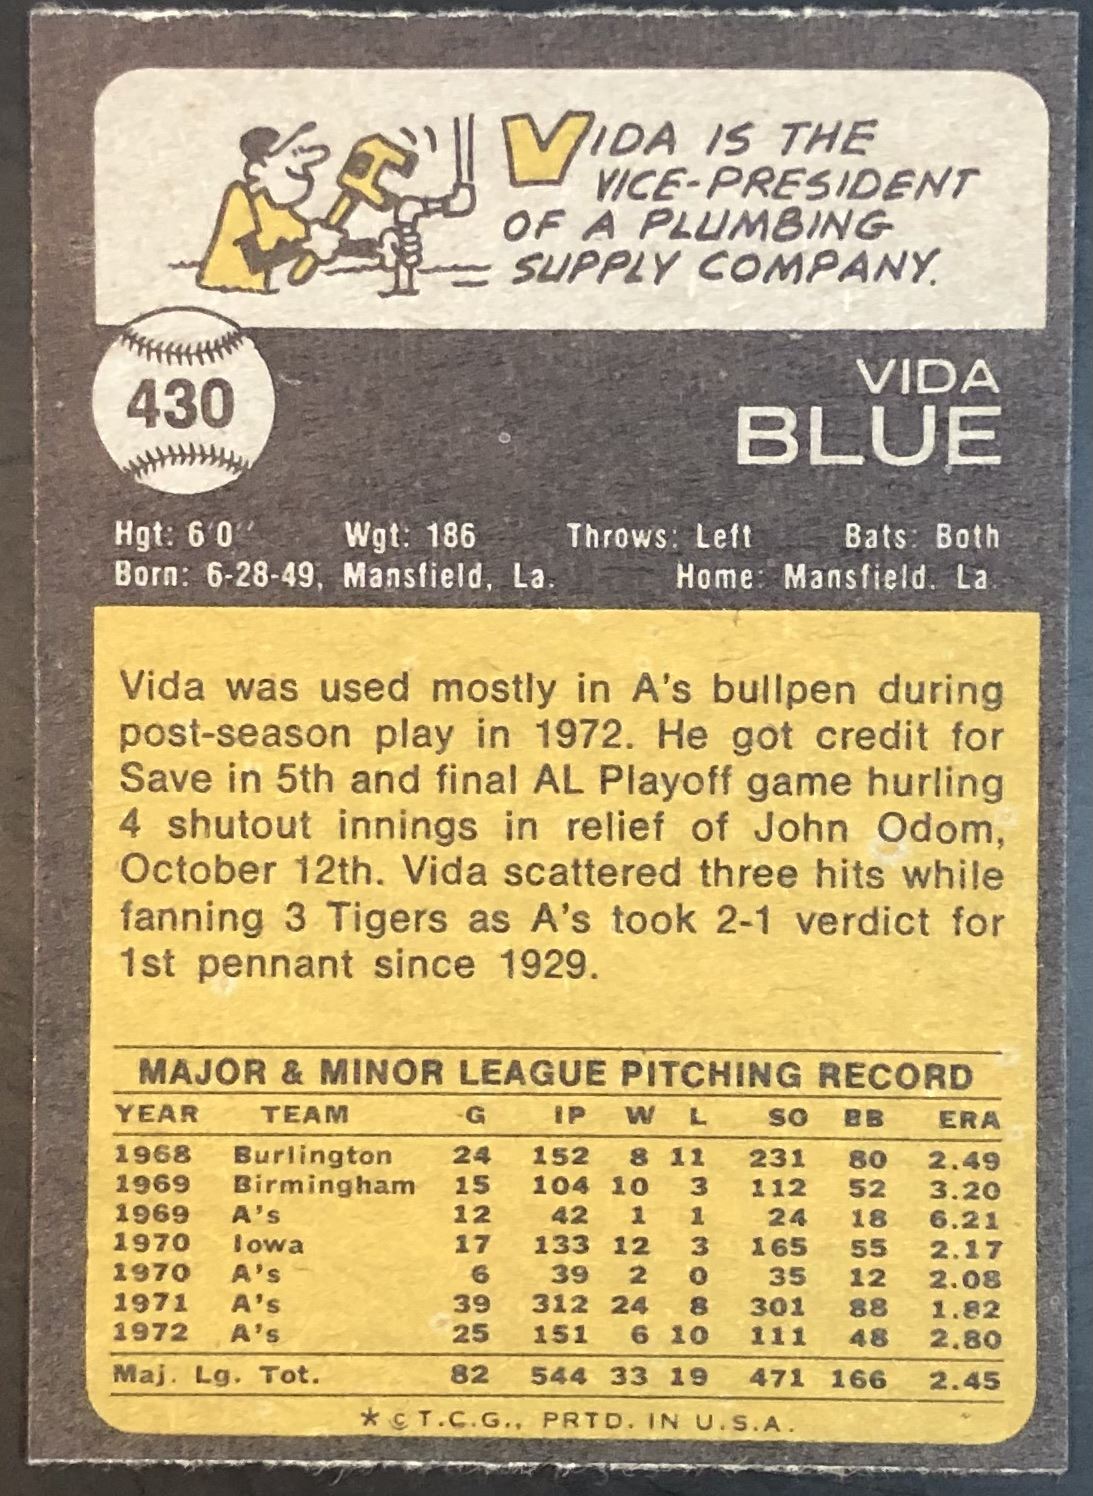 VIDA IS THE
VICE-PRESIDENT
OF A PLUMBING
SUPPLY COMPANY.
430
VIDA
BLUE
Hgt: 6'0" Wgt: 186 Throws: Left Bats: Both
Born: 6-28-49, Mansfield, La. Home: Mansfield. La.
Vida was used mostly in A's bullpen during
post-season play in 1972. He got credit for
Save in 5th and final AL Playoff game hurling
4 shutout innings in relief of John Odom,
October 12th. Vida scattered three hits while
fanning 3 Tigers as A's took 2-1 verdict for
1st pennant since 1929.
MAJOR & MINOR LEAGUE PITCHING RECORD
YEAR TEAM G IP W L SO BB ERA
1968 Burlington 24 152 8 11 231 80 2.49
1969 Birmingham 15 104 10 3 112 52 3.20
1969 A's 12 42 1 1 24 18 6.21
1970 Iowa 17 133 12 3 165 55 2.17
1970 A's 6 39 2 0 35 12 2.08
1971 A's 39 312 24 8 301 88 1.82
1972 A's 25 151 6 10 111 48 2.80
Maj. Lg. Tot. 82 544 33 19 471 166 2.45
* © T.C.G., PRTD. IN U.S.A.